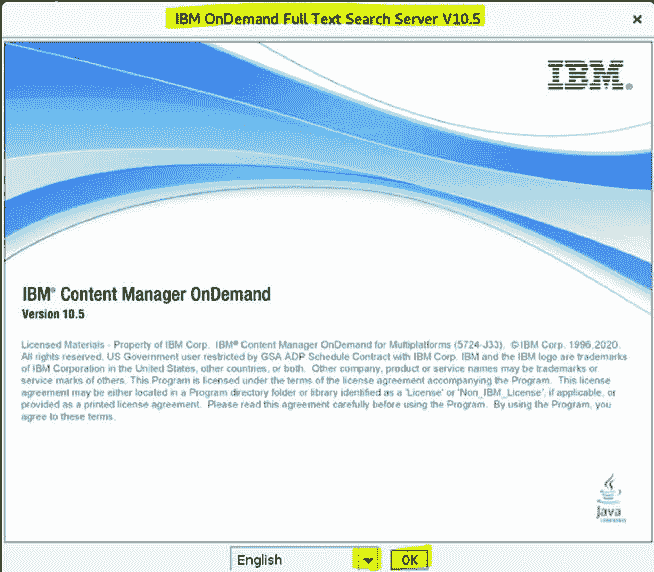 IBM OnDemand Full Text Search Server V10.5
IBM®
IBM® Content Manager OnDemand
Version 10.5
Licensed Materials - Property of IBM Corp. IBM® Content Manager OnDemand for Multiplatforms (5724-J33). © IBM Corp. 1996,2020.
All rights reserved. US Government user restricted by GSA ADP Schedule Contract with IBM Corp. IBM and the IBM logo are trademarks
of IBM Corporation in the United States, other countries, or both. Other company, product or service names may be trademarks or
service marks of others. This Program is licensed under the terms of the license agreement accompanying the Program. This license
agreement may be either located in a Program directory folder or library identified as a 'License' or 'Non_IBM_License', if applicable, or
provided as a printed license agreement. Please read this agreement carefully before using the Program. By using the Program, you
agree to these terms.
Java
English
OK